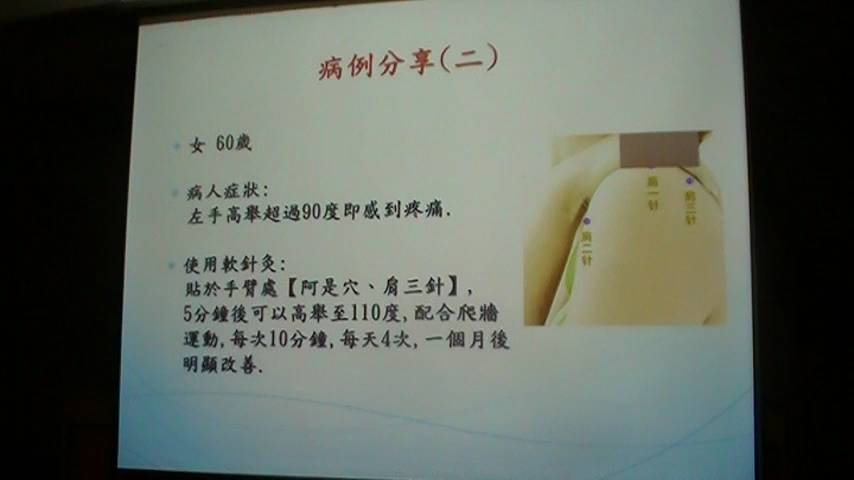 病例分享(二)
女 60歲
病人症狀:
左手高舉超過90度即感到疼痛.
使用軟針灸:
貼於手臂處【阿是穴、肩三針】,
5分鐘後可以高舉至110度,配合爬牆
運動,每次10分鐘,每天4次,一個月後
明顯改善.
肩一针
肩三针
肩二针